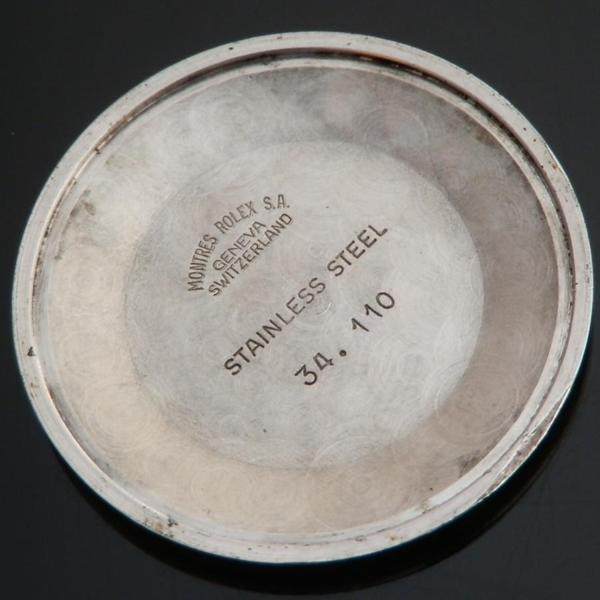 MONTRES ROLEX S.A.
GENEVA
SWITZERLAND
STAINLESS STEEL
34. 110